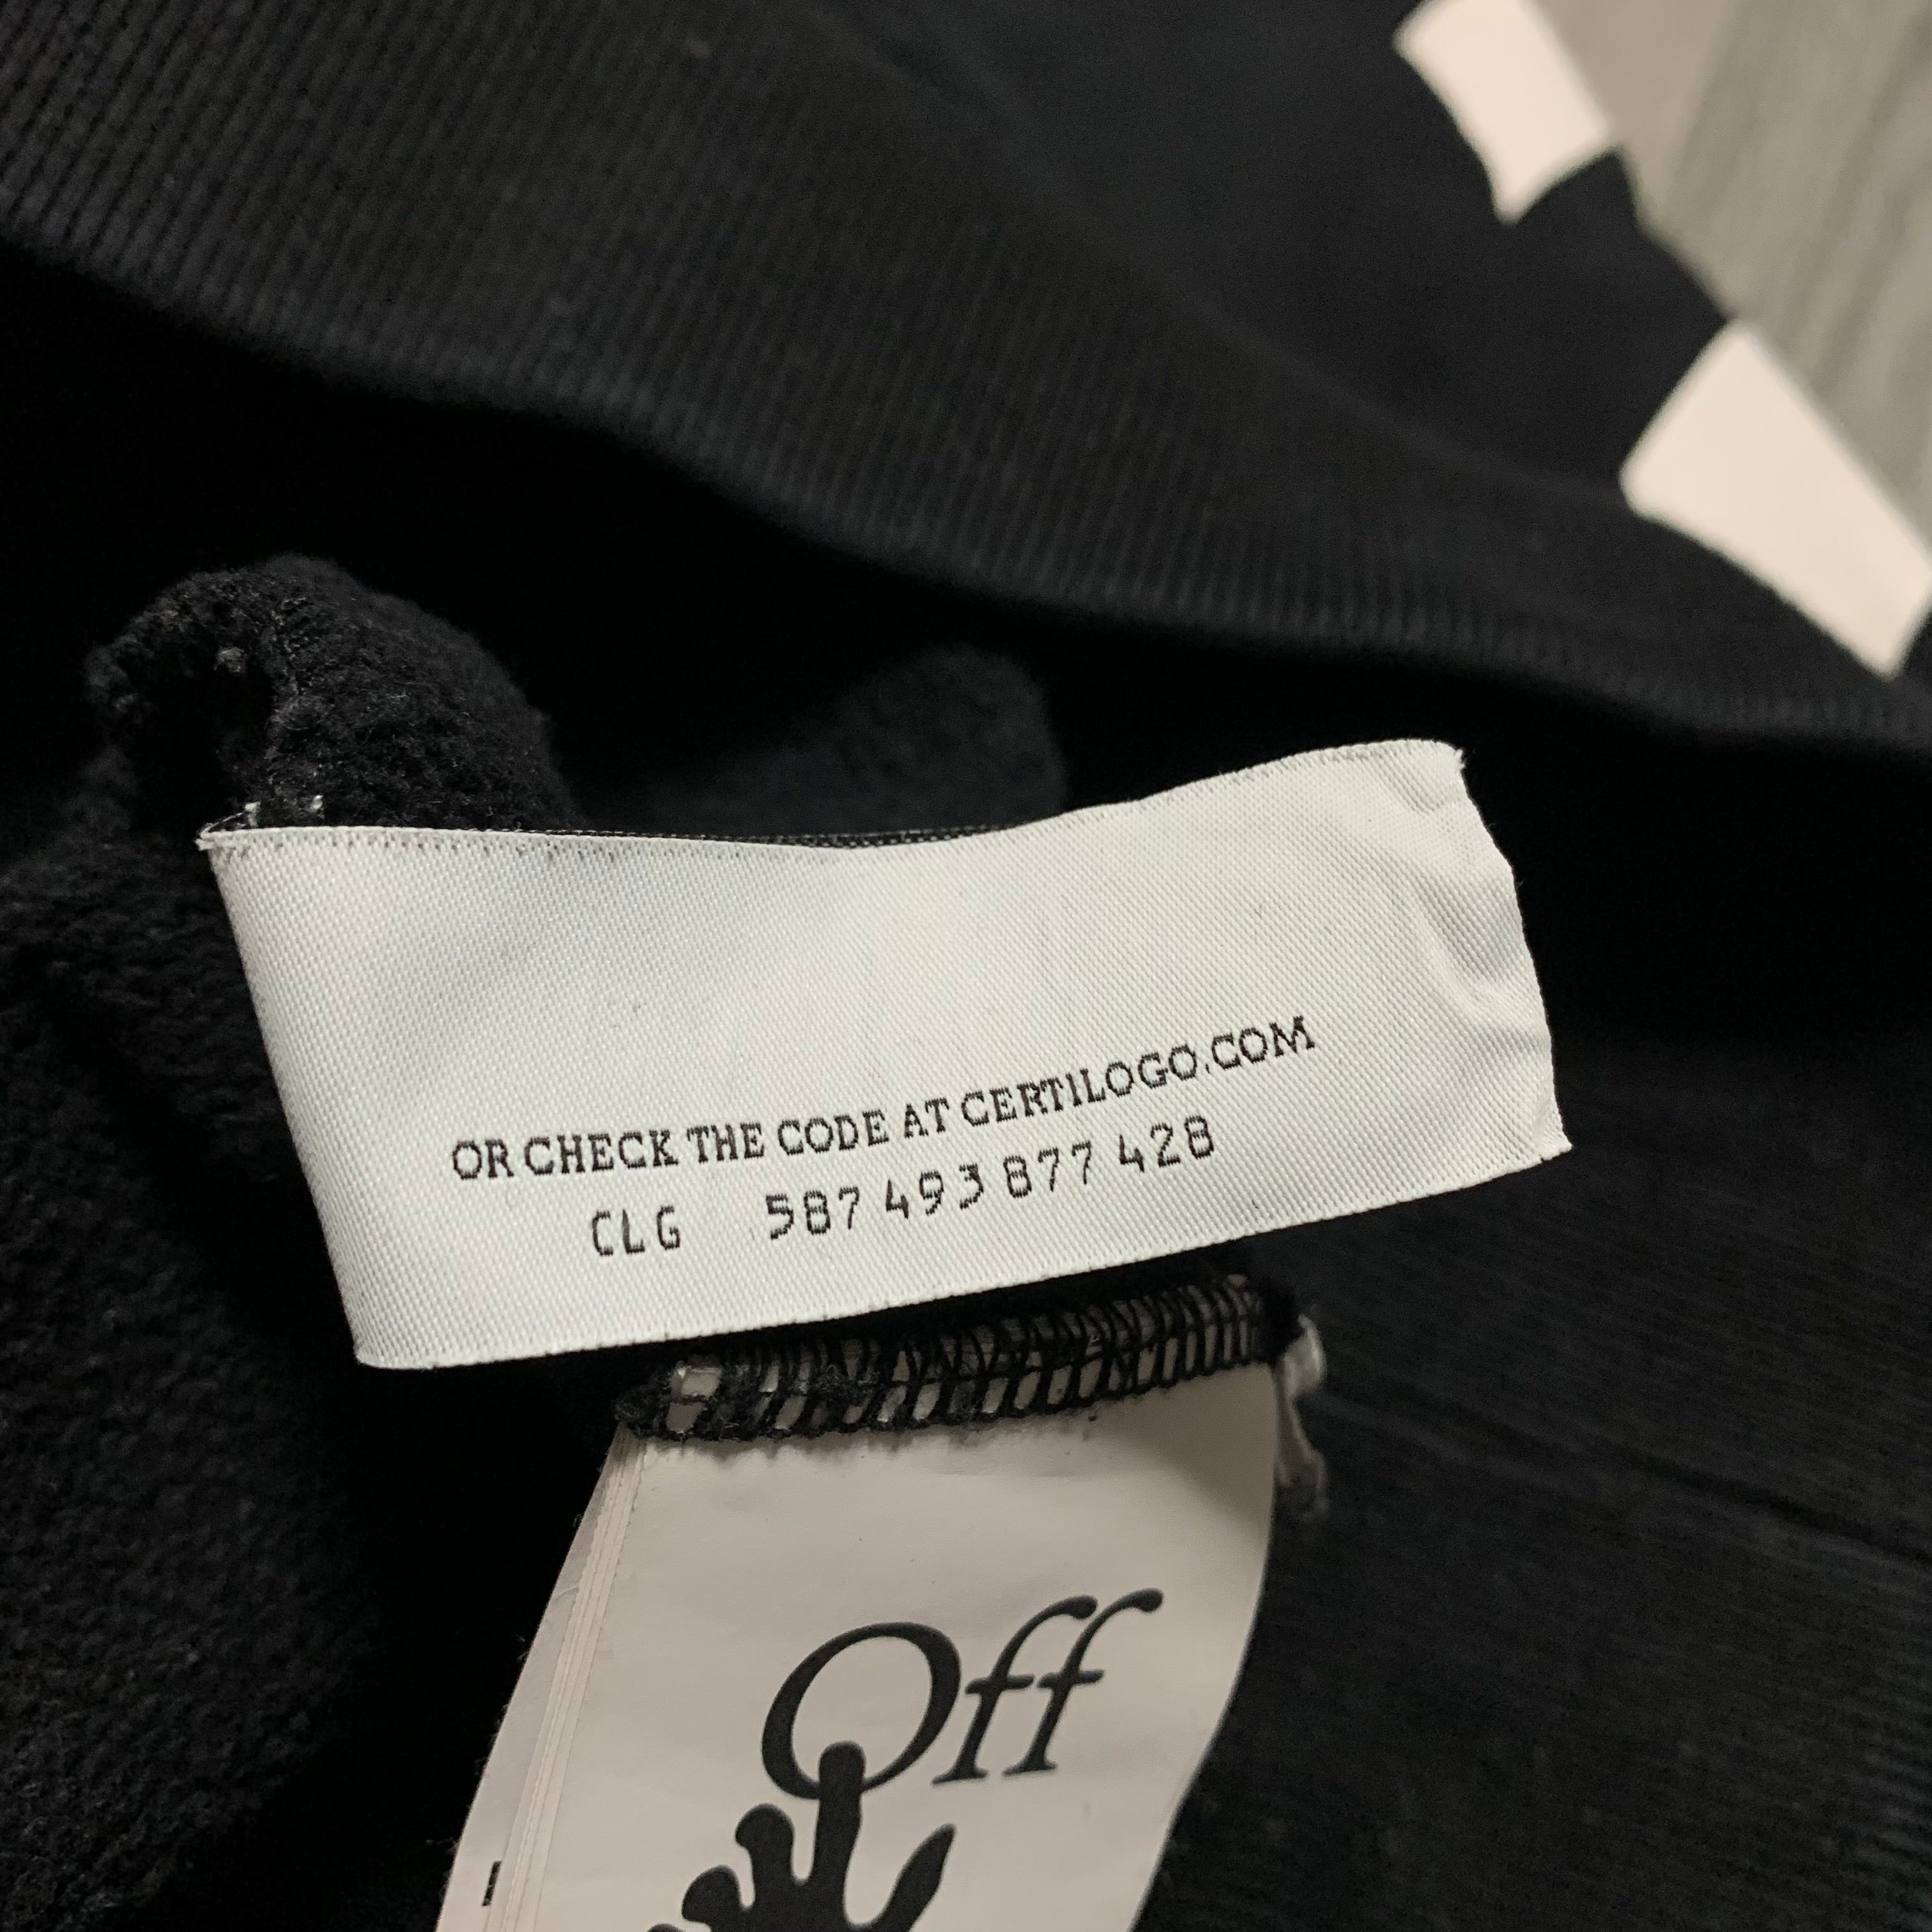 OR CHECK THE CODE AT CERTILOGO.COM
CLG 587 493 877 428
Off